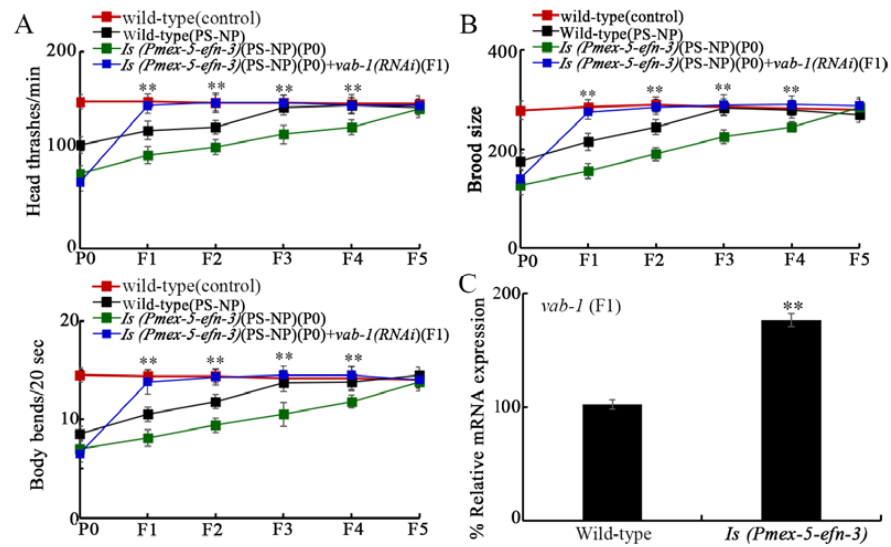 A
wild-type(control)
Wild-type(PS-NP)
Is (Pmex-5-efn-3)(PS-NP)(P0)
Is (Pmex-5-efn-3)(PS-NP)(P0)+vab-1(RNAi)(F1)
200
100
0
Head thrashes/min
** ** ** **
P0 F1 F2 F3 F4 F5
wild-type(control)
Wild-type(PS-NP)
Is (Pmex-5-efn-3)(PS-NP)(P0)
Is (Pmex-5-efn-3)(PS-NP)(P0)+vab-1(RNAi)(F1)
20
10
0
Body bends/20 sec
** ** ** **
P0 F1 F2 F3 F4 F5
B
wild-type(control)
Wild-type(PS-NP)
Is (Pmex-5-efn-3)(PS-NP)(P0)
Is (Pmex-5-efn-3)(PS-NP)(P0)+vab-1(RNAi)(F1)
400
200
0
Brood size
** ** ** **
P0 F1 F2 F3 F4 F5
C
vab-1 (F1)
200
100
0
% Relative mRNA expression
**
Wild-type Is (Pmex-5-efn-3)